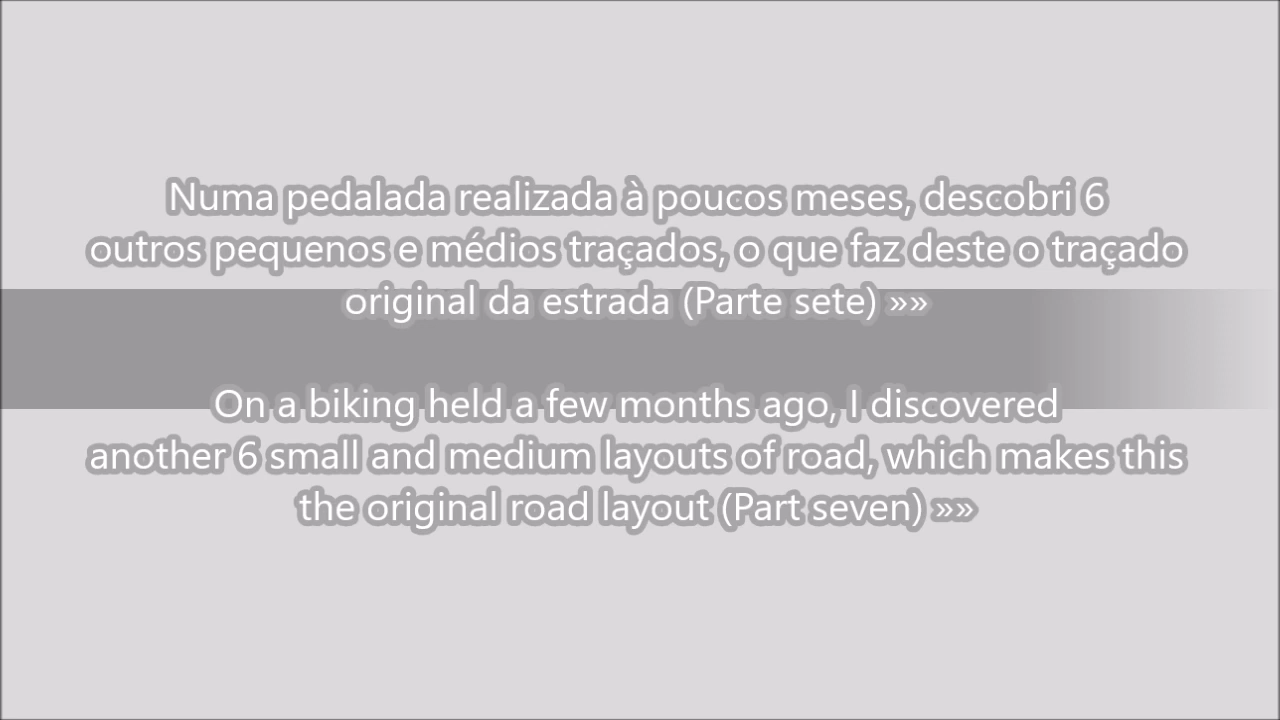 Numa pedalada realizada à poucos meses, descobri 6
outros pequenos e médios traçados, o que faz deste o traçado
original da estrada (Parte sete) »»
On a biking held a few months ago, I discovered
another 6 small and medium layouts of road, which makes this
the original road layout (Part seven) »»